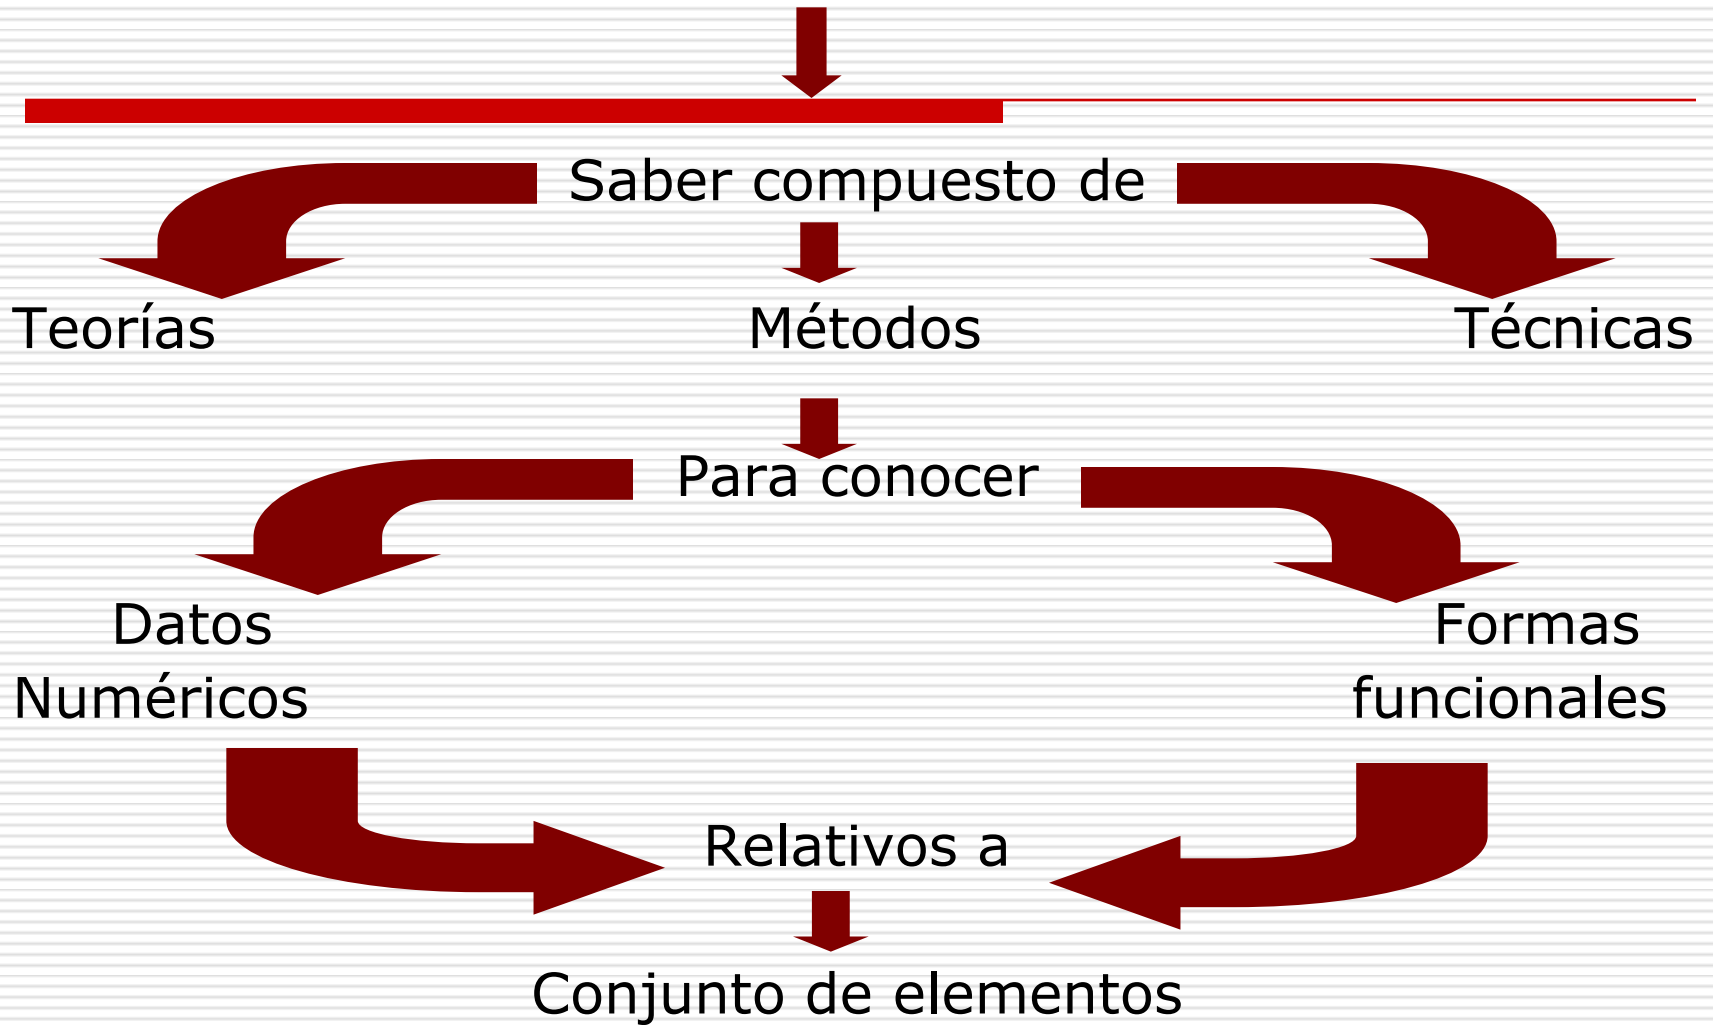 Saber compuesto de
Teorías Métodos Técnicas
Para conocer
Datos Formas
Numéricos funcionales
Relativos a
Conjunto de elementos